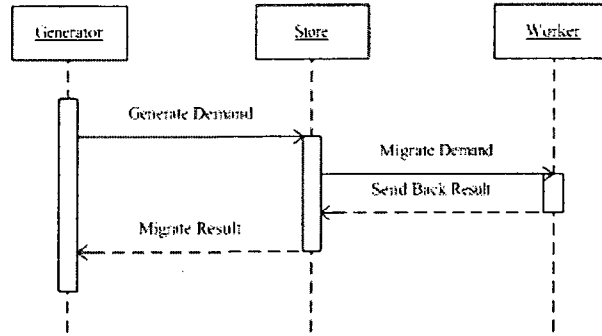 Generator
Store
Worker
Generate Demand
Migrate Demand
Send Back Result
Migrate Result